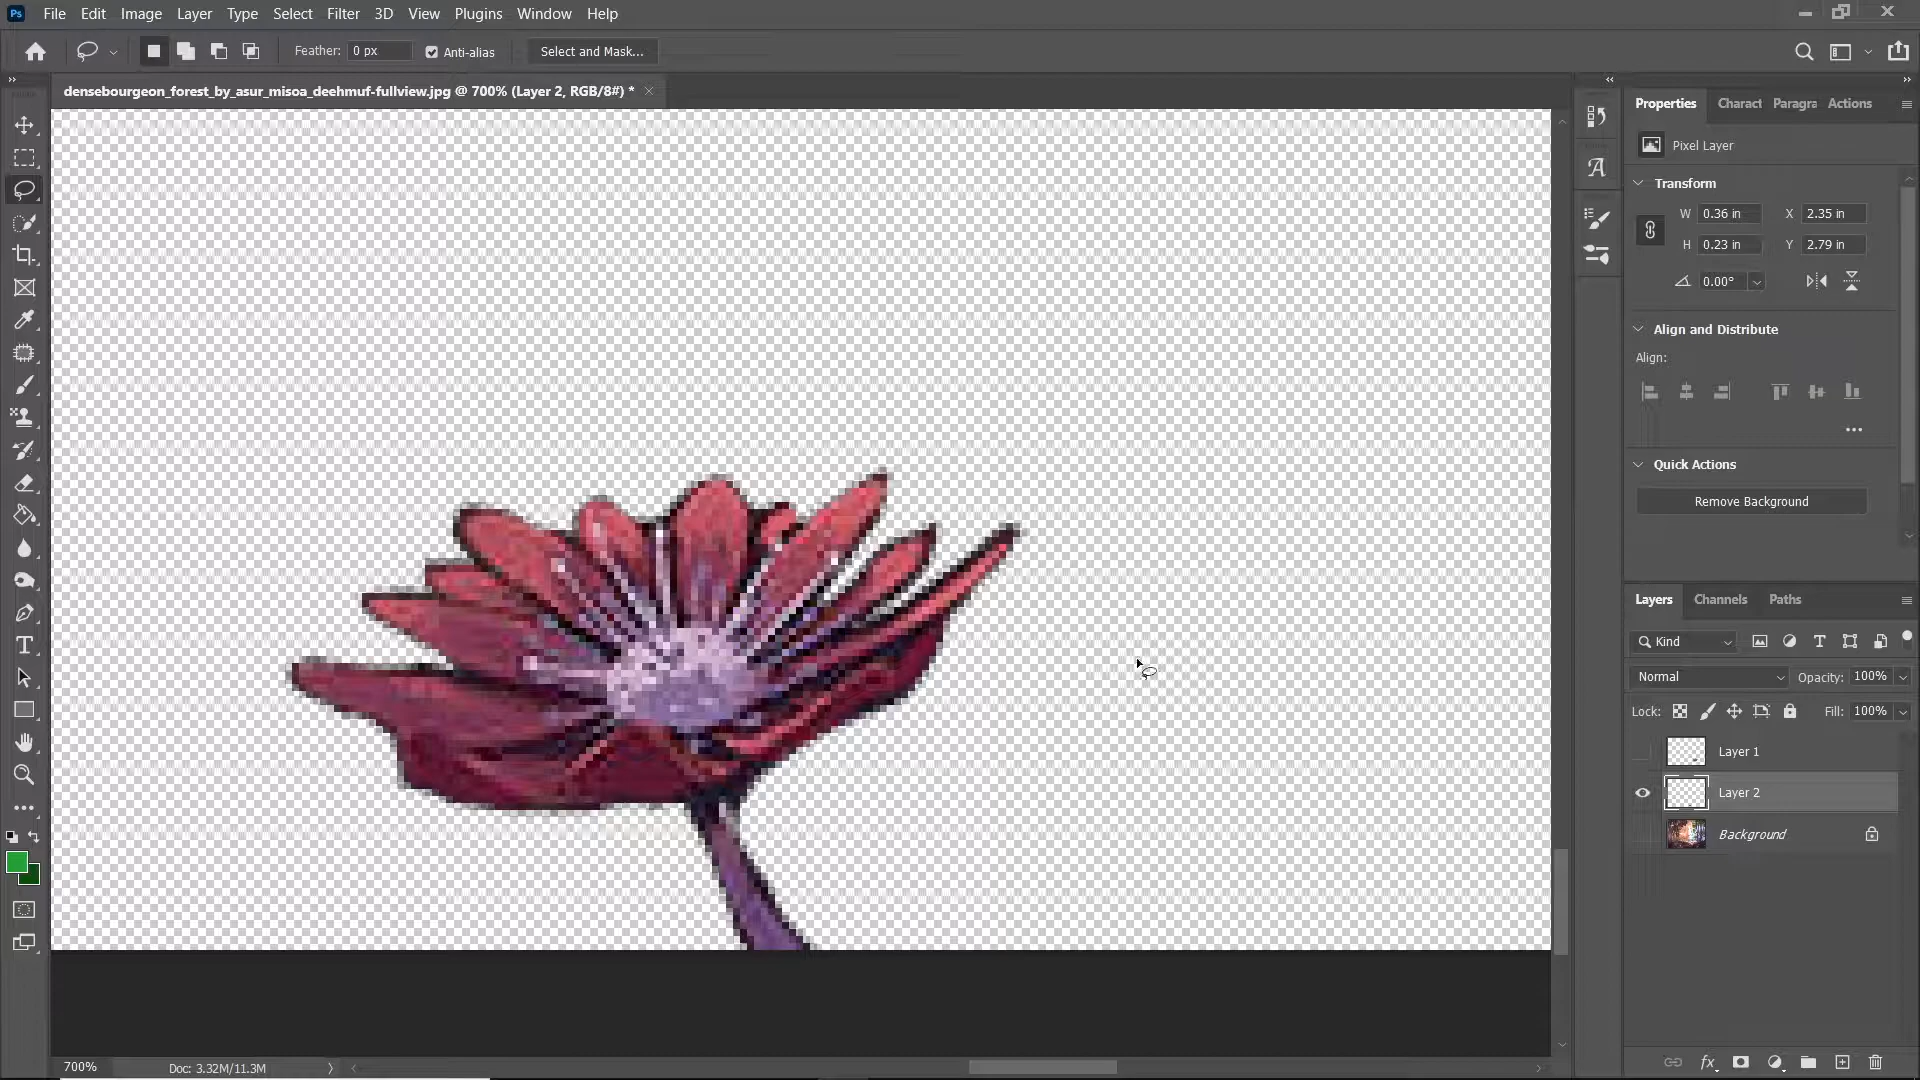 Ps File Edit Image Layer Type Select Filter 3D View Plugins Window Help
Feather: 0 px Anti-alias Select and Mask...
densebourgeon_forest_by_asur_misoa_deehmuf-fullview.jpg @ 700% (Layer 2, RGB/8#) *
Properties Charact Paragra Actions
Pixel Layer
Transform
W 0.36 in X 2.35 in
H 0.23 in Y 2.79 in
0.00°
Align and Distribute
Align:
Quick Actions
Remove Background
Layers Channels Paths
Kind
Normal Opacity: 100%
Lock: Fill: 100%
Layer 1
Layer 2
Background
700% Doc: 3.32M/11.3M